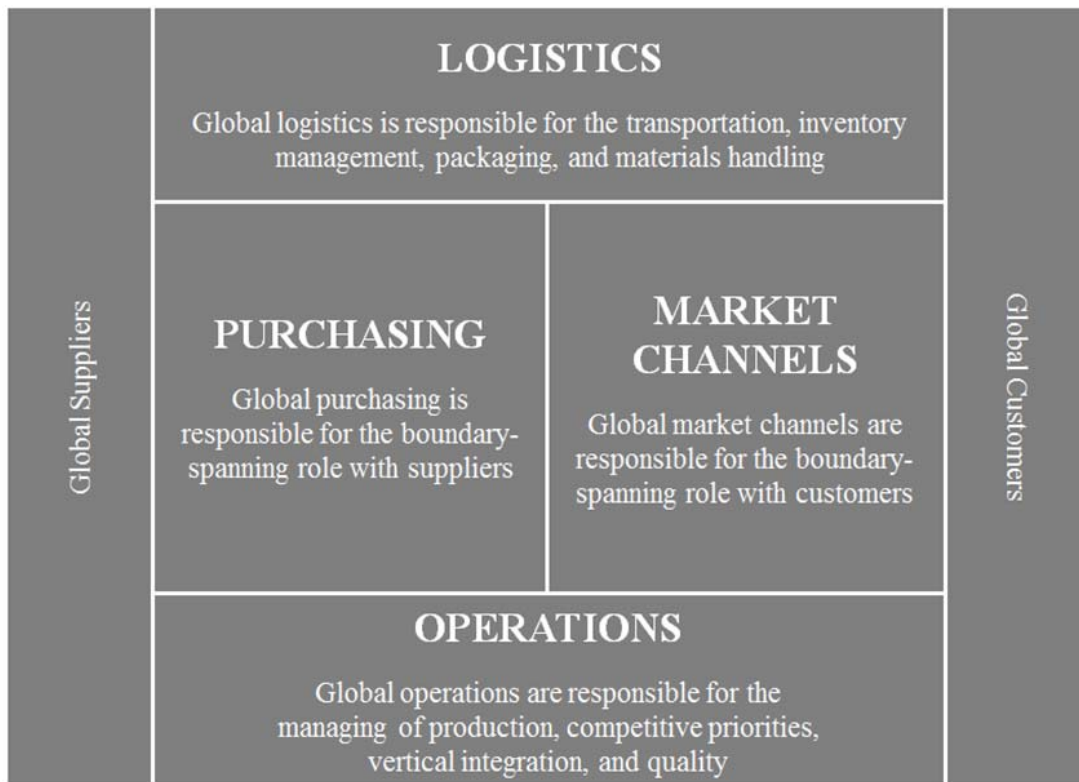 LOGISTICS
Global logistics is responsible for the transportation, inventory
management, packaging, and materials handling
Global Suppliers
PURCHASING
Global purchasing is
responsible for the boundary-
spanning role with suppliers
MARKET
CHANNELS
Global market channels are
responsible for the boundary-
spanning role with customers
Global Customers
OPERATIONS
Global operations are responsible for the
managing of production, competitive priorities,
vertical integration, and quality